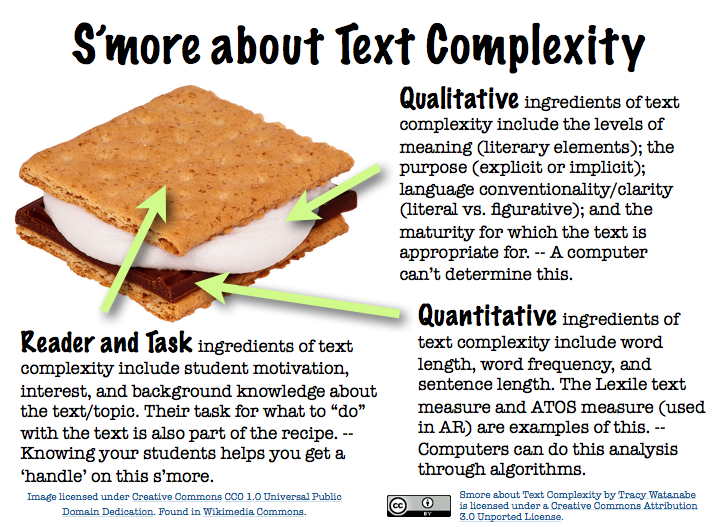 S'more about Text Complexity
Qualitative ingredients of text
complexity include the levels of
meaning (literary elements); the
purpose (explicit or implicit);
language conventionality/clarity
(literal vs. figurative); and the
maturity for which the text is
appropriate for. -- A computer
can't determine this.
Quantitative ingredients of
text complexity include word
length, word frequency, and
sentence length. The Lexile text
measure and ATOS measure (used
in AR) are examples of this. --
Computers can do this analysis
through algorithms.
Reader and Task ingredients of text
complexity include student motivation,
interest, and background knowledge about
the text/topic. Their task for what to “do”
with the text is also part of the recipe. --
Knowing your students helps you get a
‘handle’ on this s’more.
Image licensed under Creative Commons CC0 1.0 Universal Public
Domain Dedication. Found in Wikimedia Commons.
cc
BY
Smore about Text Complexity by Tracy Watanabe
is licensed under a Creative Commons Attribution
3.0 Unported License.